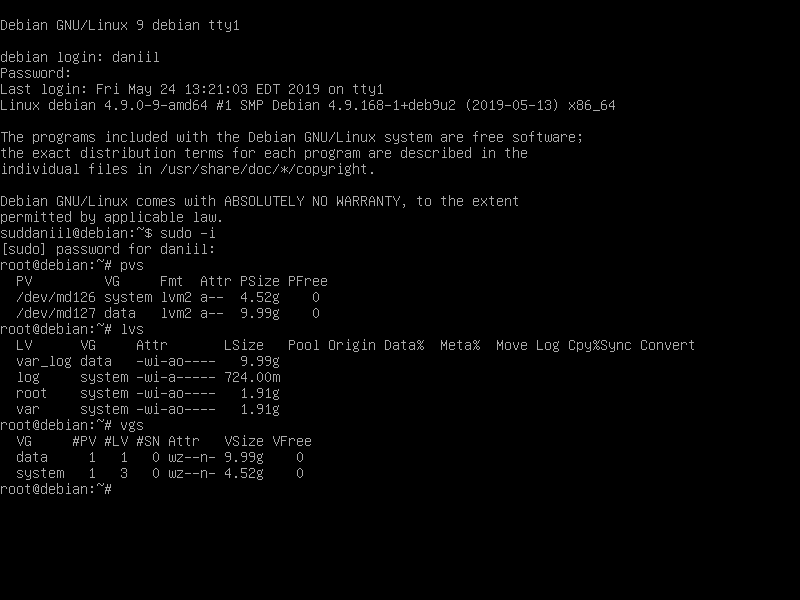 Debian GNU/Linux 9 debian tty1
debian login: daniil
Password:
Last login: Fri May 24 13:21:03 EDT 2019 on tty1
Linux debian 4.9.0-9-amd64 #1 SMP Debian 4.9.168-1+deb9u2 (2019-05-13) x86_64
The programs included with the Debian GNU/Linux system are free software;
the exact distribution terms for each program are described in the
individual files in /usr/share/doc/*/copyright.
Debian GNU/Linux comes with ABSOLUTELY NO WARRANTY, to the extent
permitted by applicable law.
suddaniil@debian:~$ sudo -i
[sudo] password for daniil:
root@debian:~# pvs
  PV         VG     Fmt  Attr PSize PFree
  /dev/md126 system lvm2 a--  4.52g    0
  /dev/md127 data   lvm2 a--  9.99g    0
root@debian:~# lvs
  LV      VG     Attr       LSize   Pool Origin Data%  Meta%  Move Log Cpy%Sync Convert
  var_log data   -wi-ao----   9.99g
  log     system -wi-a----- 724.00m
  root    system -wi-ao----   1.91g
  var     system -wi-ao----   1.91g
root@debian:~# vgs
  VG     #PV #LV #SN Attr   VSize VFree
  data     1   1   0 wz--n- 9.99g    0
  system   1   3   0 wz--n- 4.52g    0
root@debian:~#